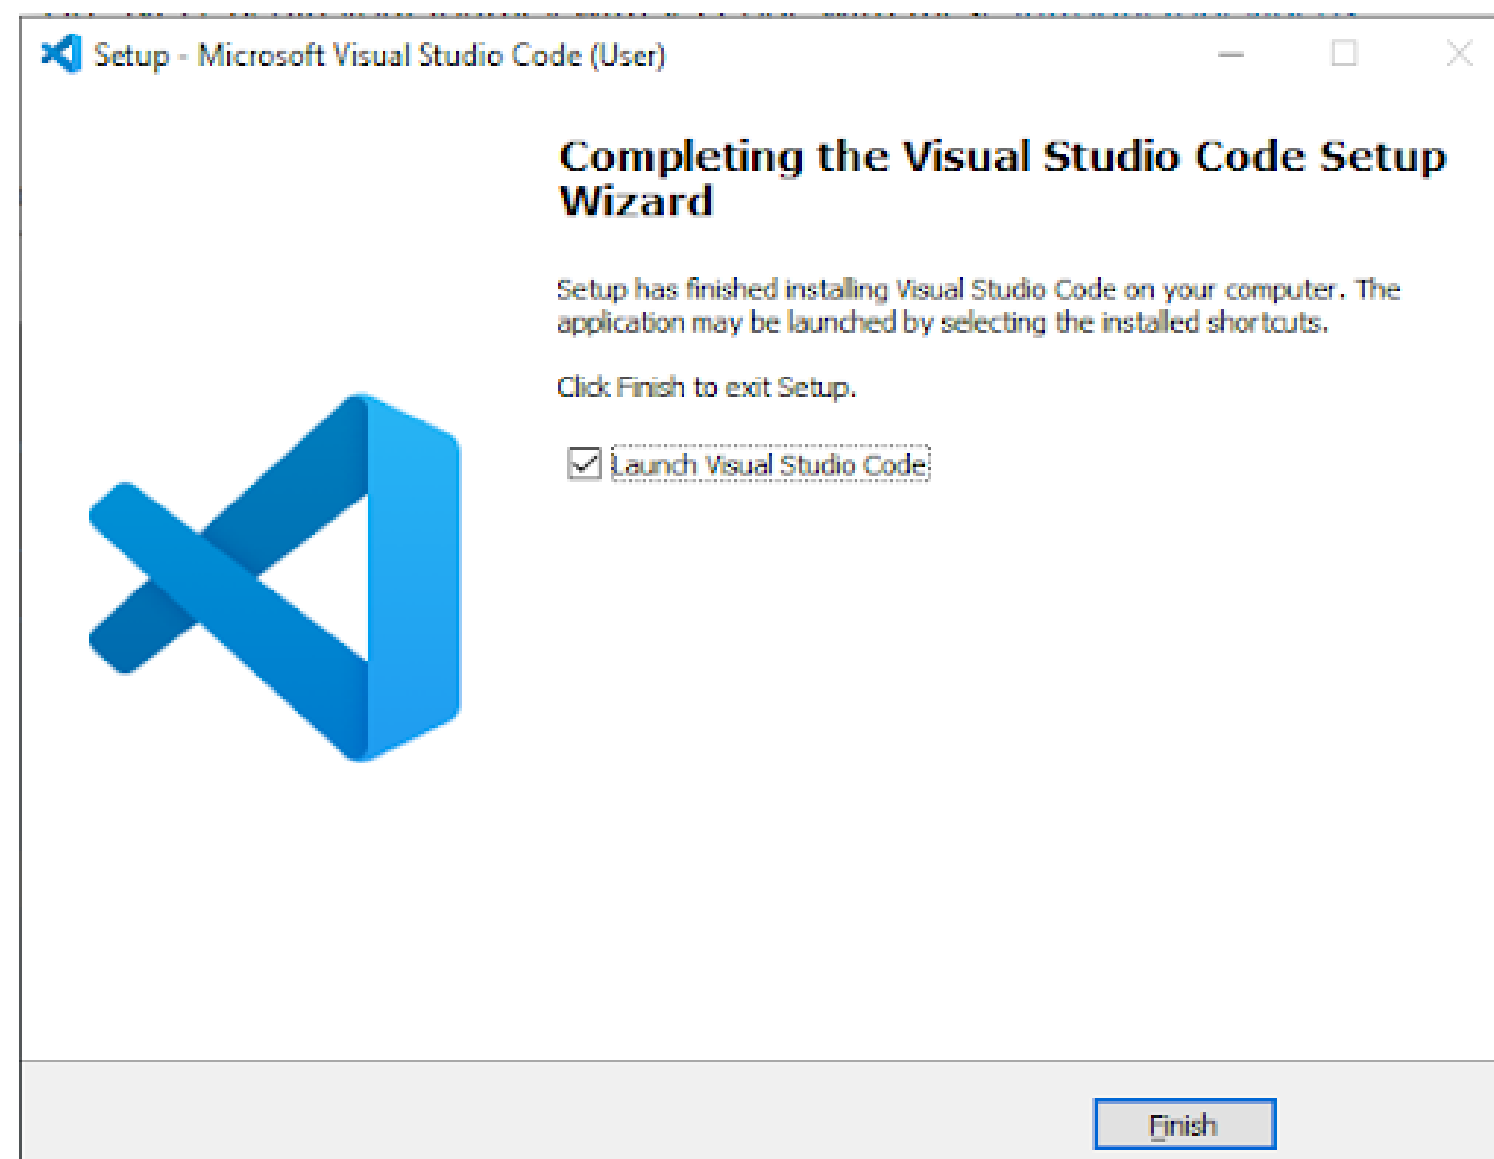 Setup - Microsoft Visual Studio Code (User)
Completing the Visual Studio Code Setup
Wizard
Setup has finished installing Visual Studio Code on your computer. The
application may be launched by selecting the installed shortcuts.
Click Finish to exit Setup.
Launch Visual Studio Code
Finish